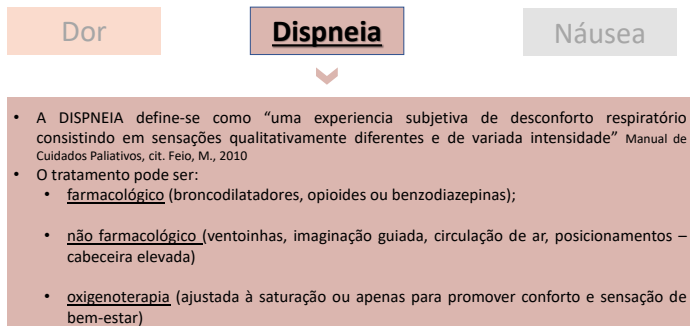 Dor
Dispneia
Náusea
• A DISPNEIA define-se como “uma experiencia subjetiva de desconforto respiratório
consistindo em sensações qualitativamente diferentes e de variada intensidade” Manual de
Cuidados Paliativos, cit. Feio, M., 2010
• O tratamento pode ser:
• farmacológico (broncodilatadores, opioides ou benzodiazepinas);
• não farmacológico (ventoinhas, imaginação guiada, circulação de ar, posicionamentos –
cabeceira elevada)
• oxigenoterapia (ajustada à saturação ou apenas para promover conforto e sensação de
bem-estar)